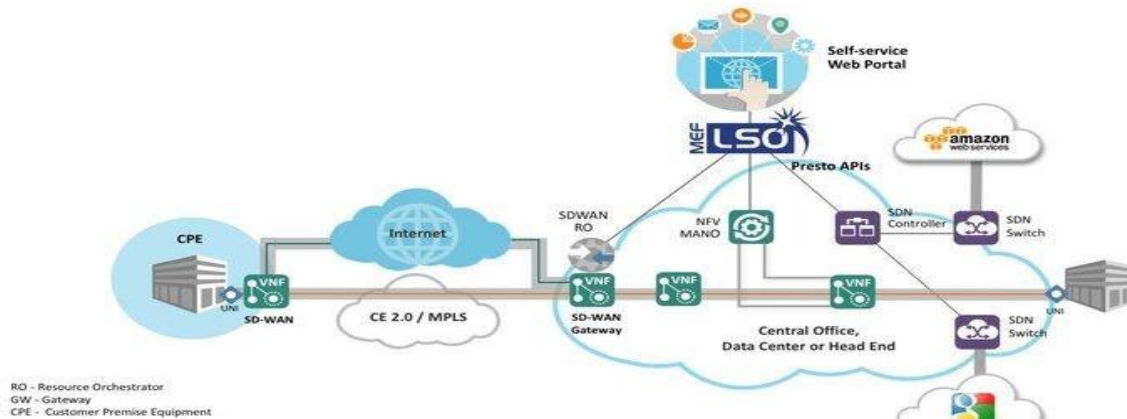 Self-service
Web Portal
MEF
LSO
Presto APIs
amazon
webservices
SDWAN
RO
NFV
MANO
SDN
Controller
SDN
Switch
CPE
Internet
VNF
VNF
VNF
VNF
UNI
SD-WAN
CE 2.0 / MPLS
SD-WAN
Gateway
UNI
Central Office,
Data Center or Head End
SDN
Switch
RO - Resource Orchestrator
GW - Gateway
CPE - Customer Premise Equipment